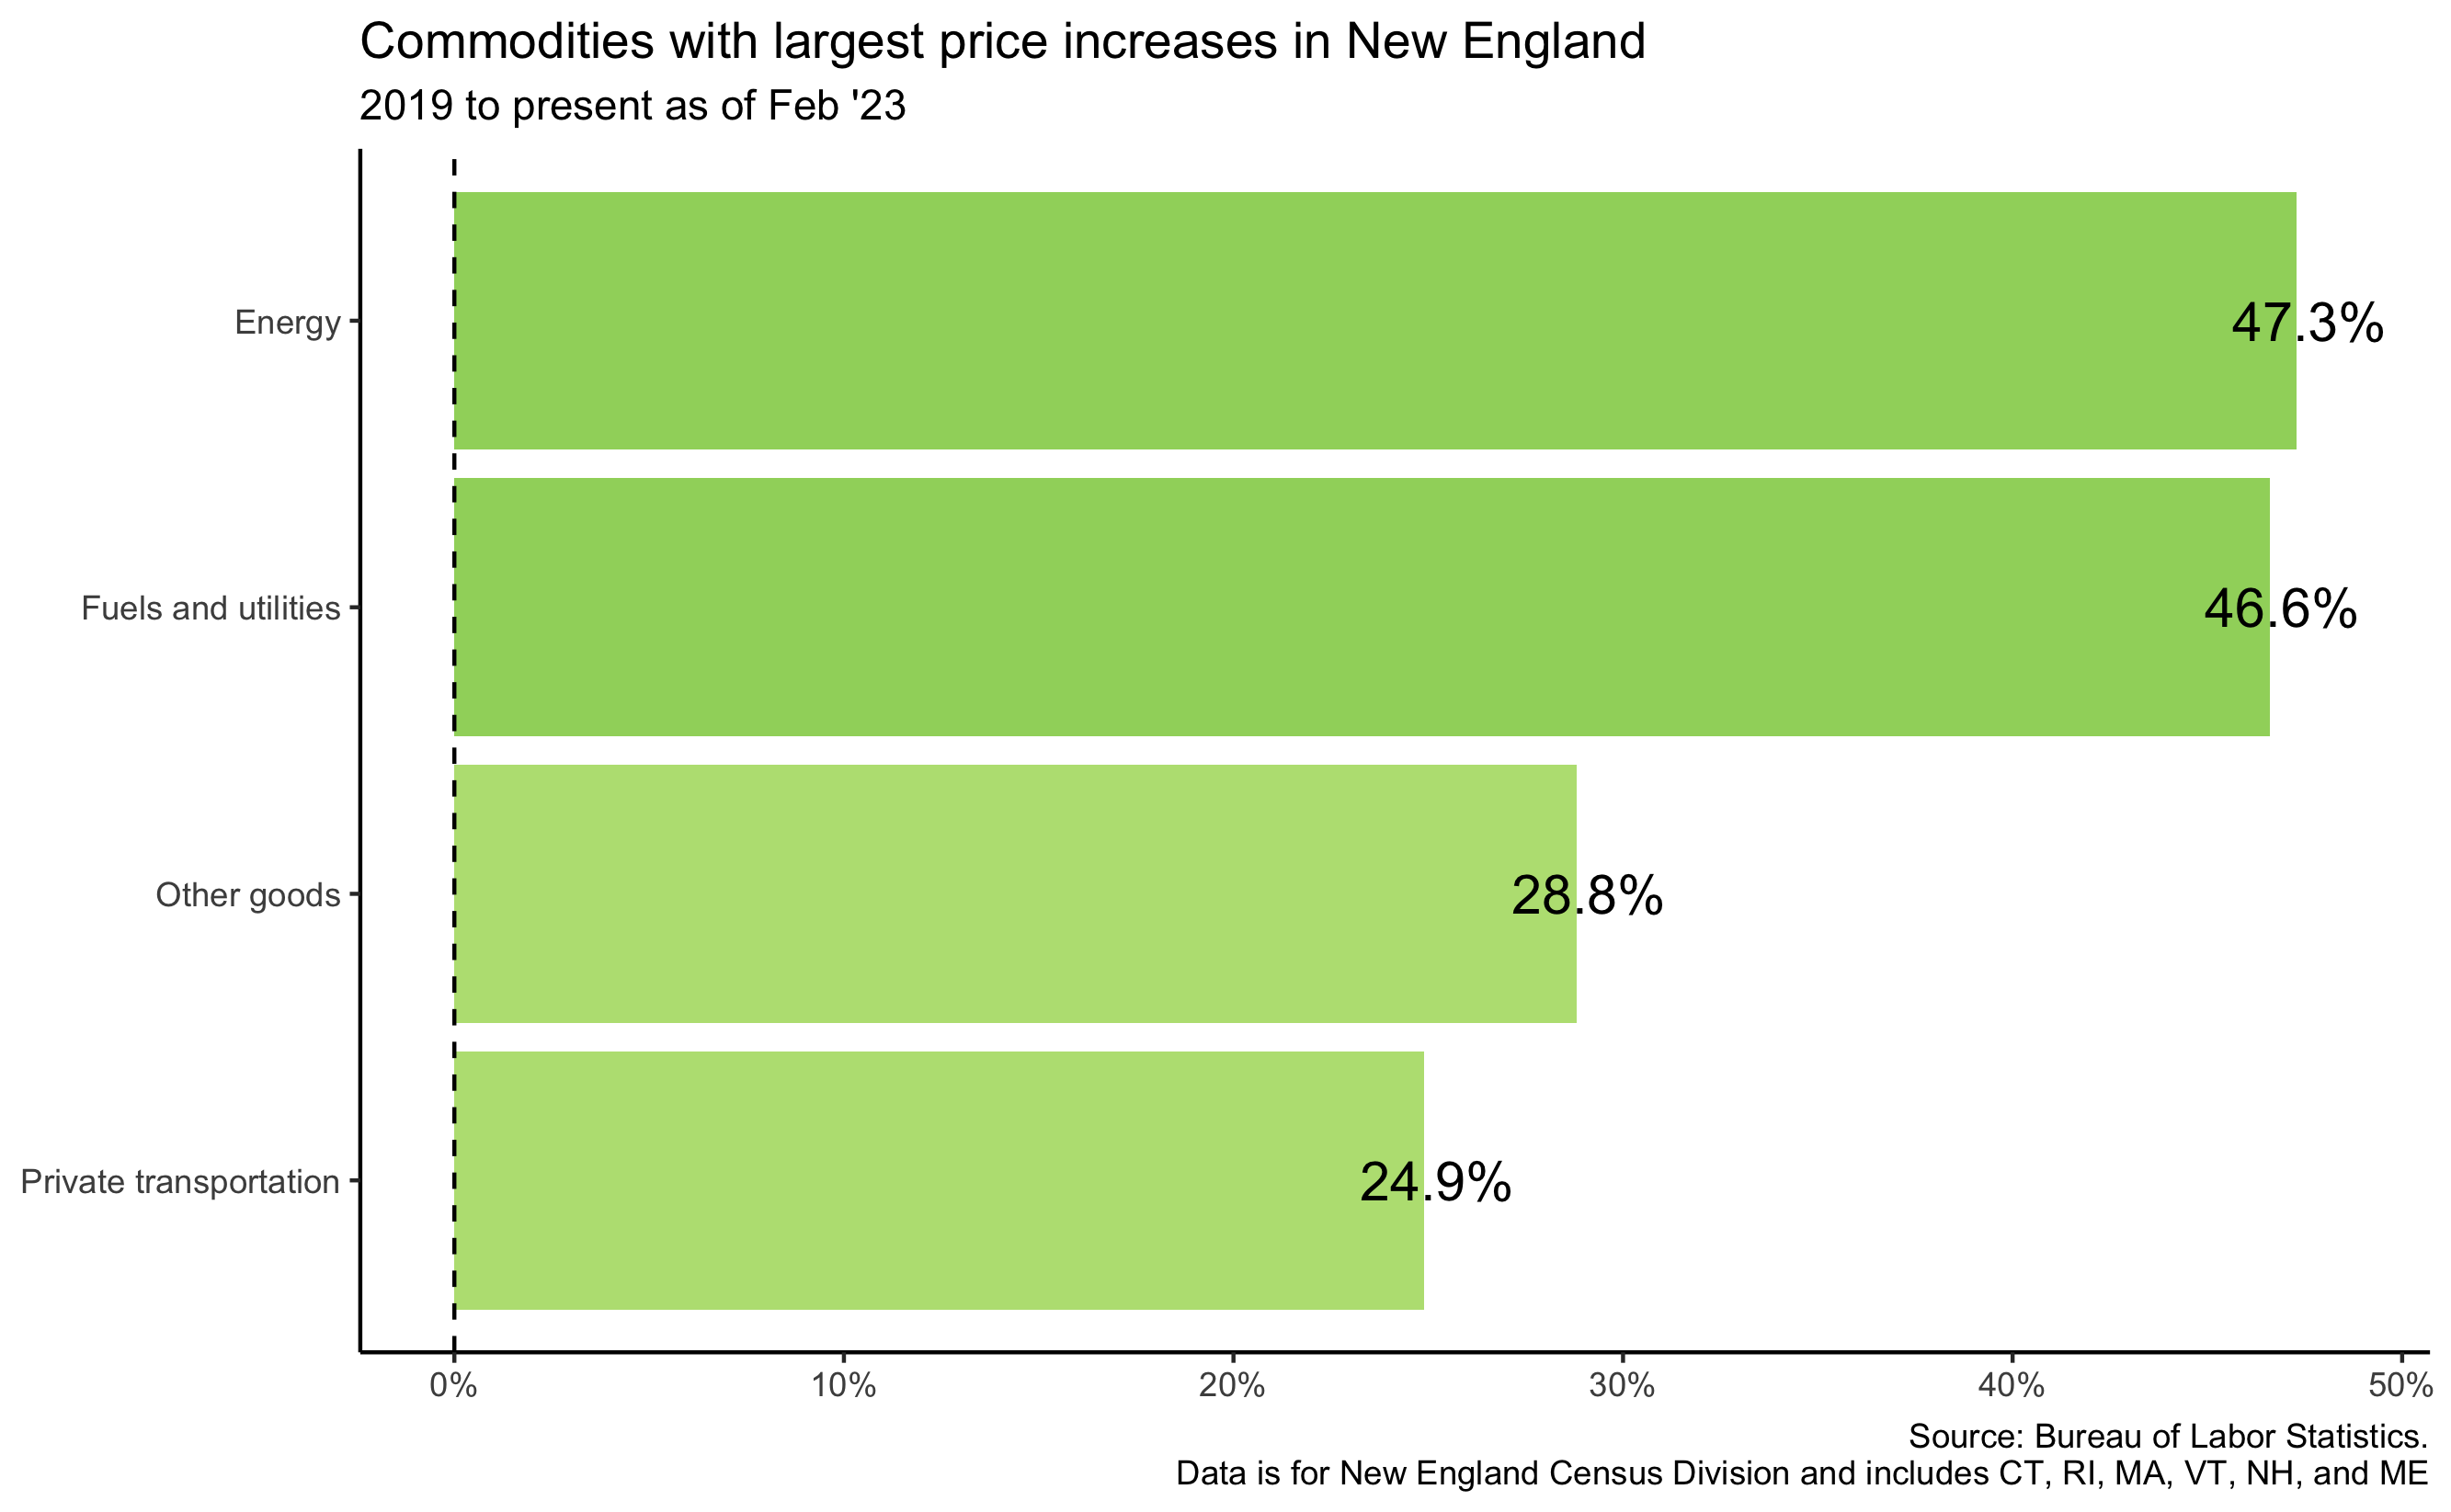 Commodities with largest price increases in New England
2019 to present as of Feb '23
Energy
47.3%
Fuels and utilities
46.6%
Other goods
28.8%
Private transportation
24.9%
0%
10%
20%
30%
40%
50%
Source: Bureau of Labor Statistics.
Data is for New England Census Division and includes CT, RI, MA, VT, NH, and ME